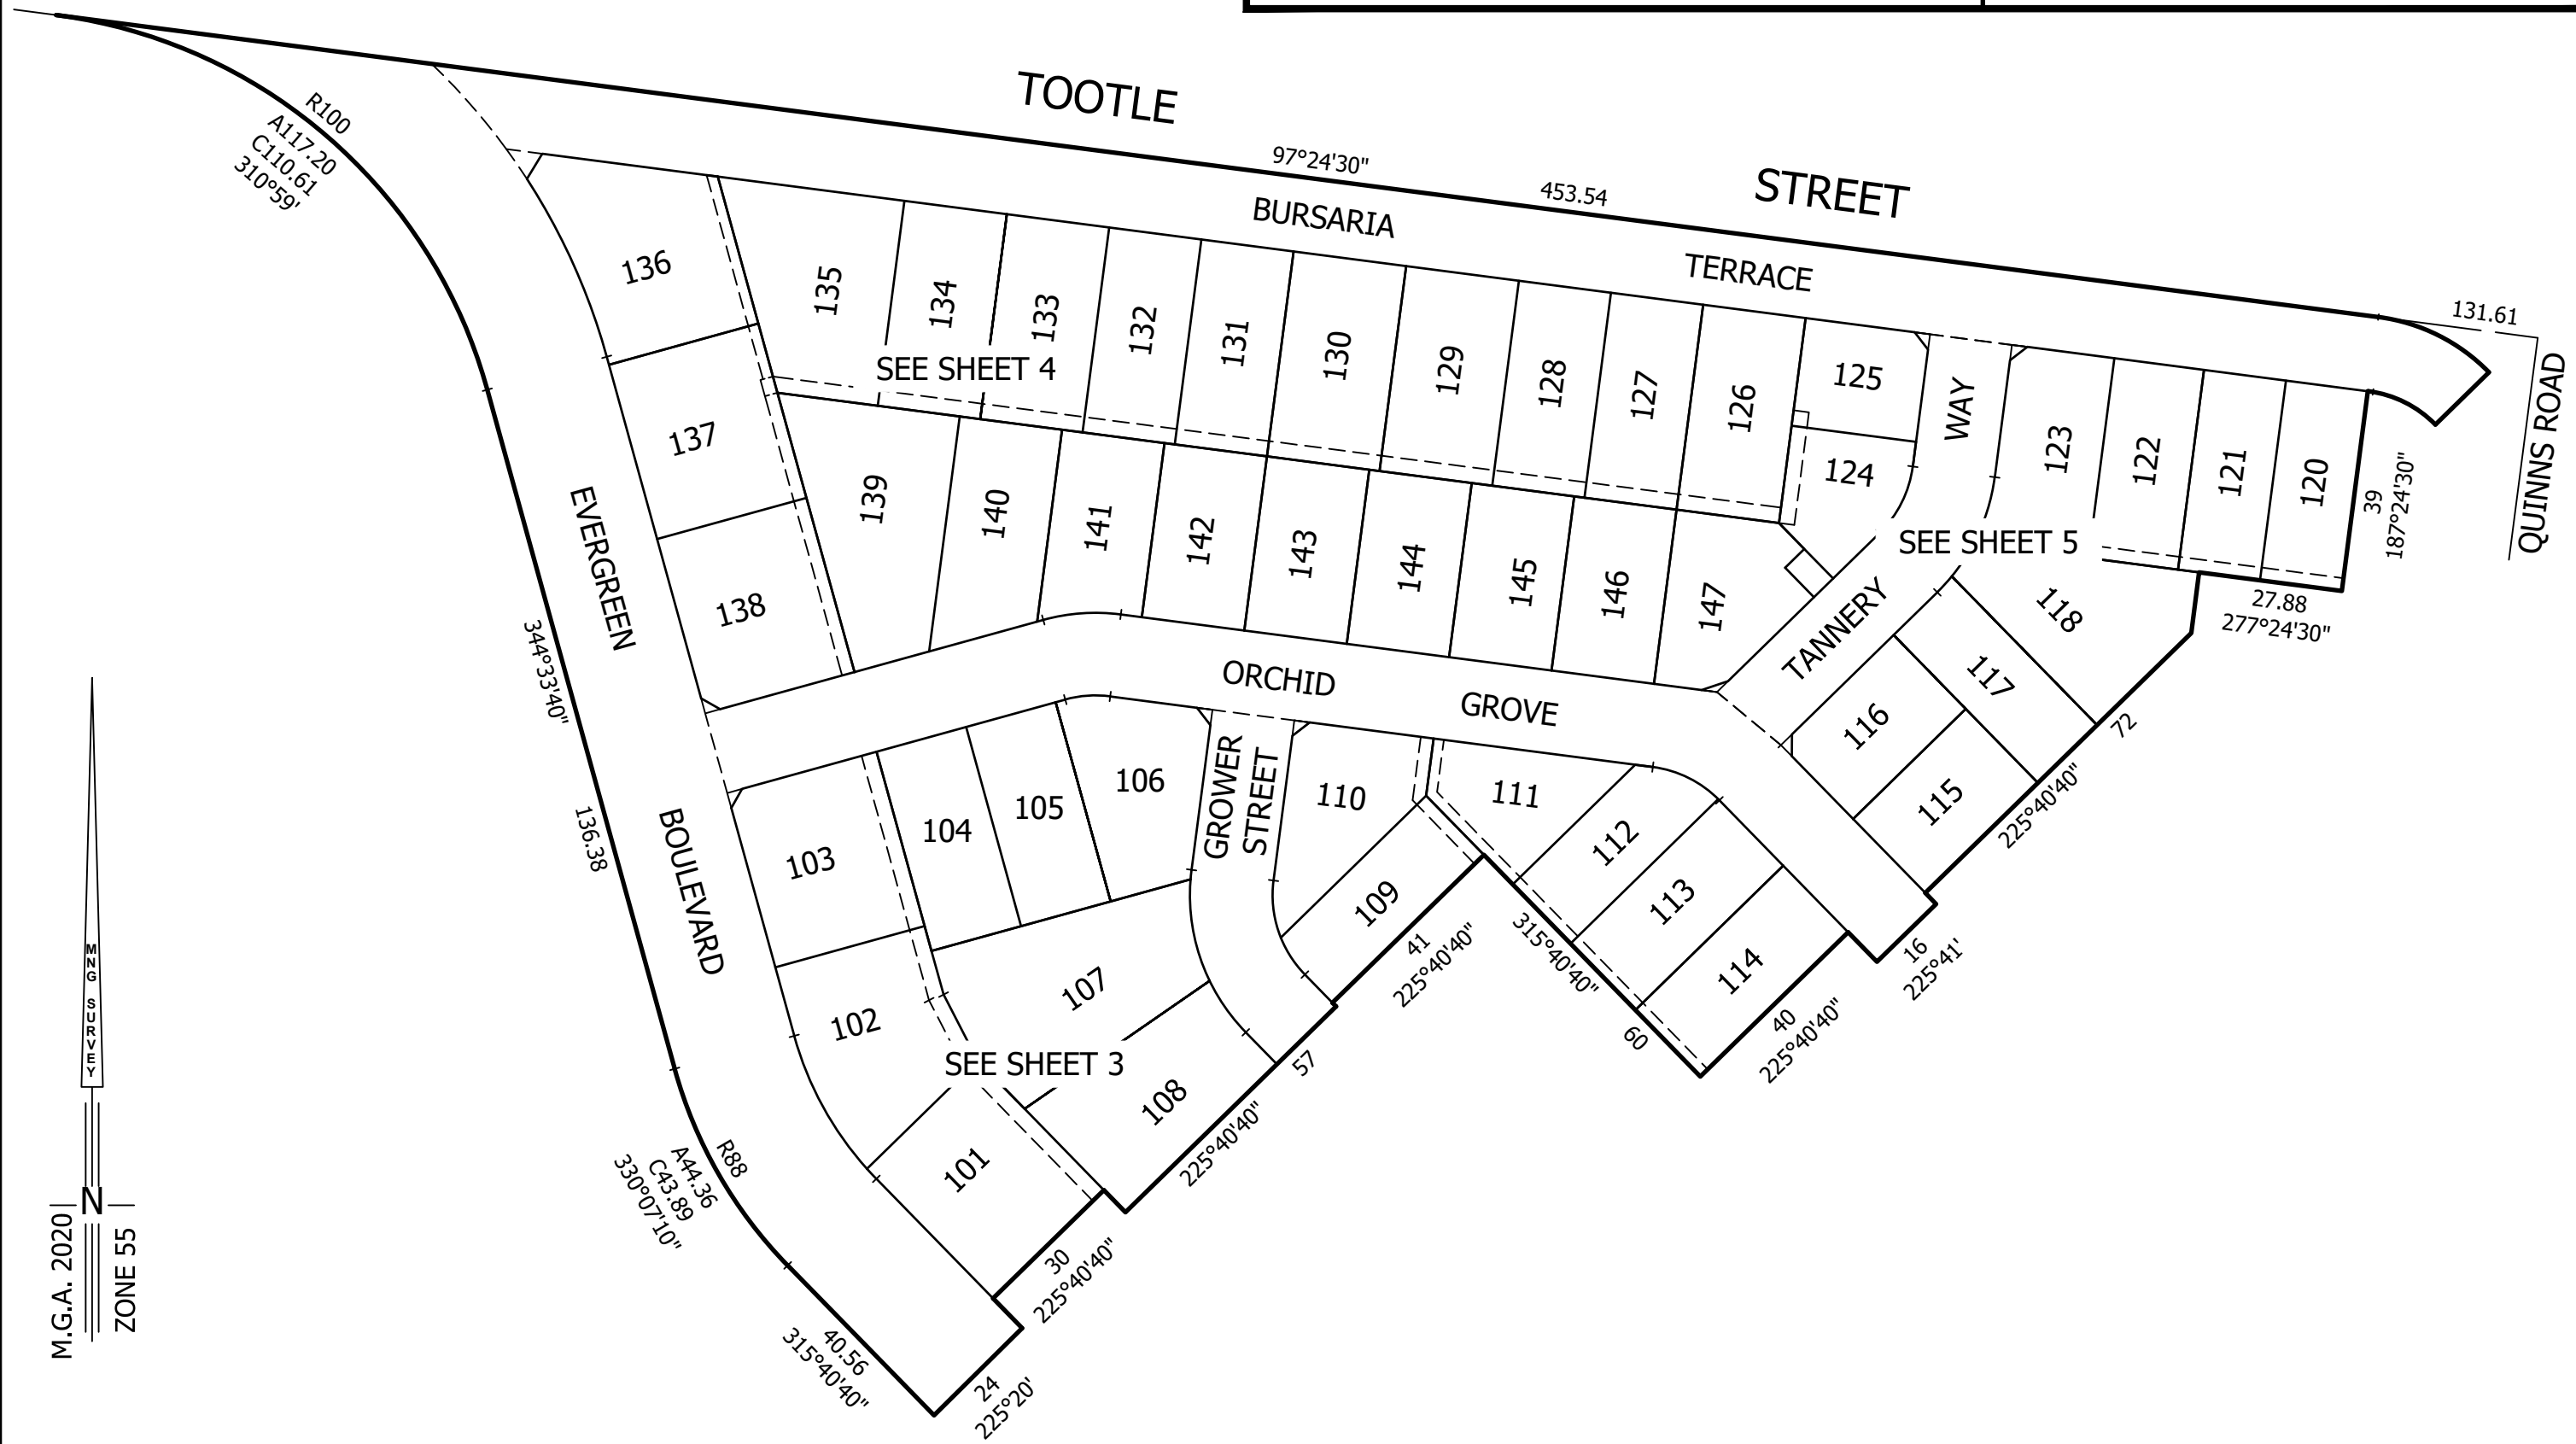 TOOTLE
STREET
97°24'30"
453.54
131.61
QUINNS ROAD
BURSARIA
TERRACE
R100
A117.20
C110.61
310°59'
136
135
134
133
132
131
130
129
128
127
126
125
124
WAY
123
122
121
120
39
187°24'30"
27.88
277°24'30"
SEE SHEET 4
SEE SHEET 5
137
138
139
140
141
142
143
144
145
146
147
TANNERY
118
117
116
115
72
225°40'40"
EVERGREEN
BOULEVARD
344°33'40"
136.38
ORCHID
GROVE
GROWER
STREET
103
104
105
106
110
111
112
113
114
109
41
225°40'40"
315°40'40"
60
40
225°40'40"
16
225°41'
102
107
SEE SHEET 3
108
101
57
225°40'40"
R88
A44.36
C43.89
330°07'10"
30
225°40'40"
40.56
315°40'40"
24
225°20'
MNG SURVEY
N
M.G.A. 2020
ZONE 55